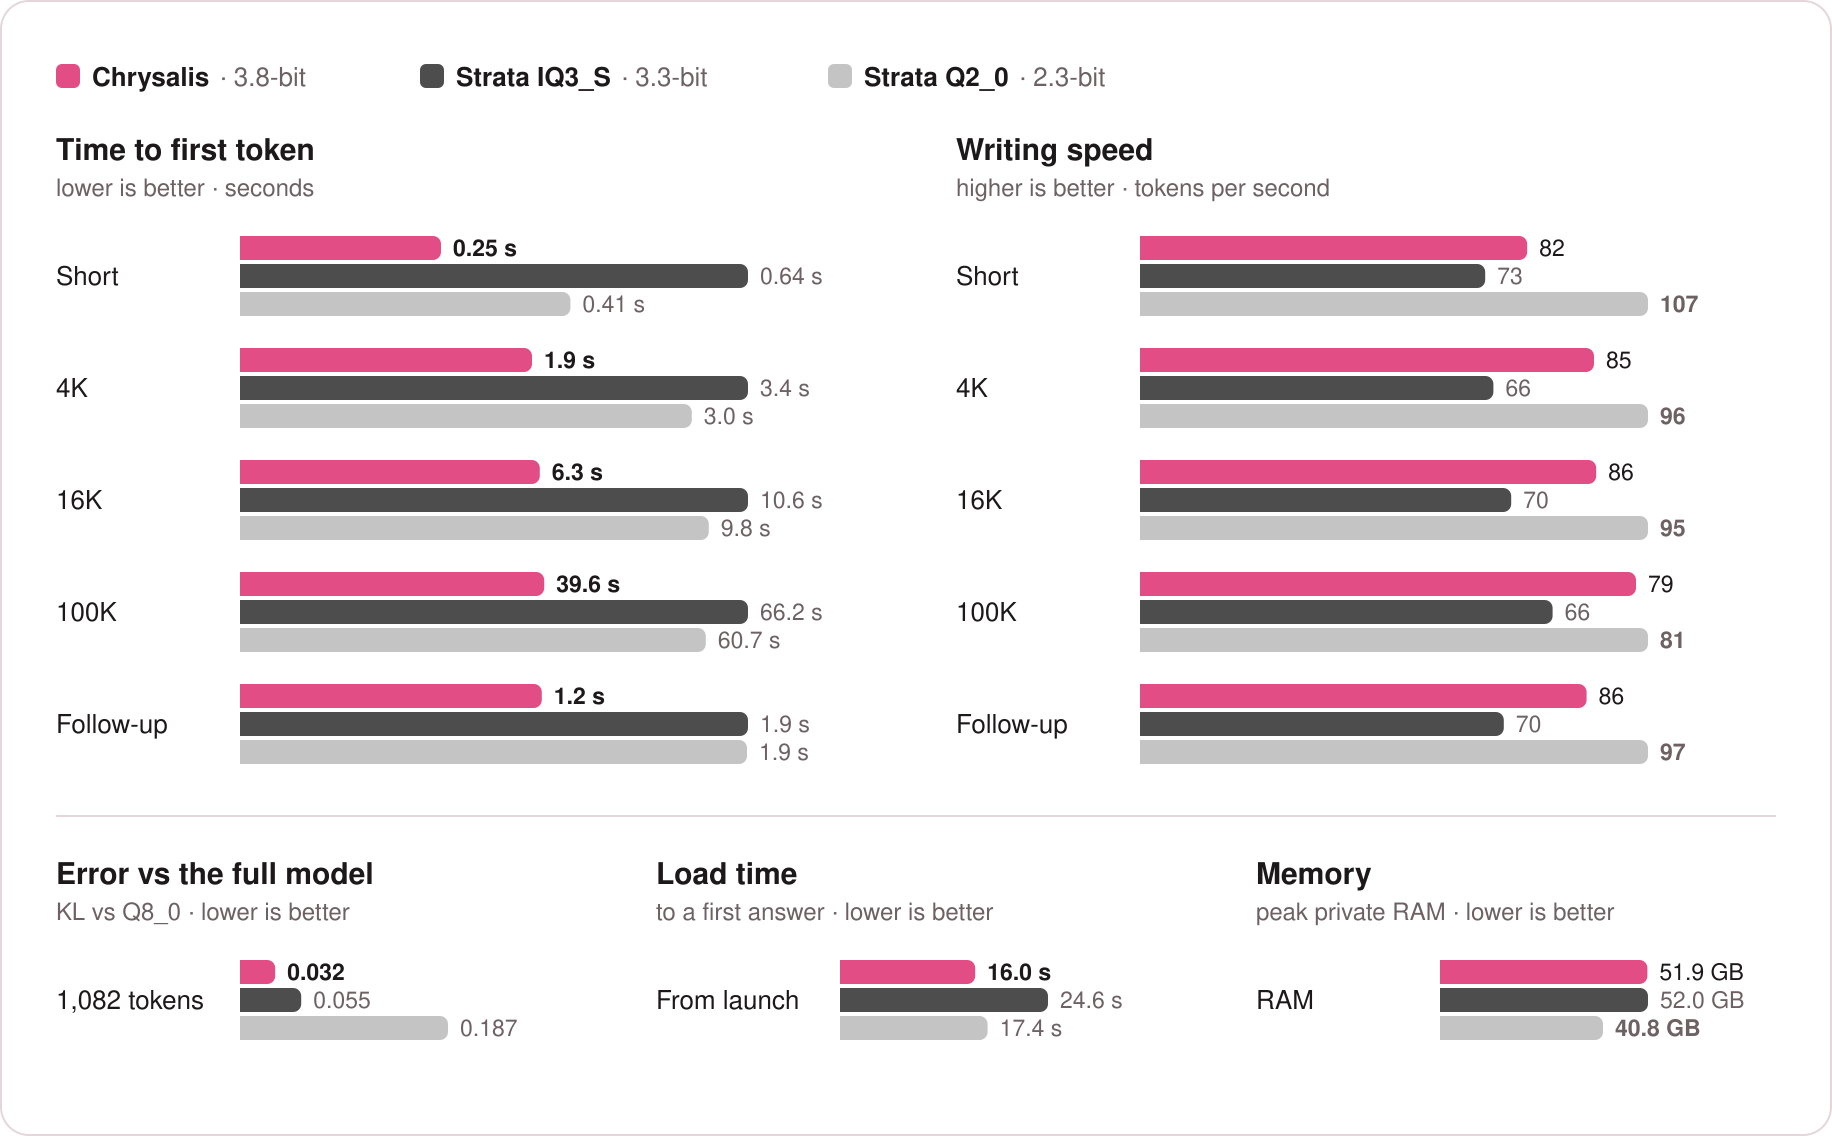 Chrysalis · 3.8-bit
Strata IQ3_S · 3.3-bit
Strata Q2_0 · 2.3-bit
Time to first token
lower is better · seconds
Short
0.25 s
0.64 s
0.41 s
4K
1.9 s
3.4 s
3.0 s
16K
6.3 s
10.6 s
9.8 s
100K
39.6 s
66.2 s
60.7 s
Follow-up
1.2 s
1.9 s
1.9 s
Writing speed
higher is better · tokens per second
Short
82
73
107
4K
85
66
96
16K
86
70
95
100K
79
66
81
Follow-up
86
70
97
Error vs the full model
KL vs Q8_0 · lower is better
1,082 tokens
0.032
0.055
0.187
Load time
to a first answer · lower is better
From launch
16.0 s
24.6 s
17.4 s
Memory
peak private RAM · lower is better
RAM
51.9 GB
52.0 GB
40.8 GB